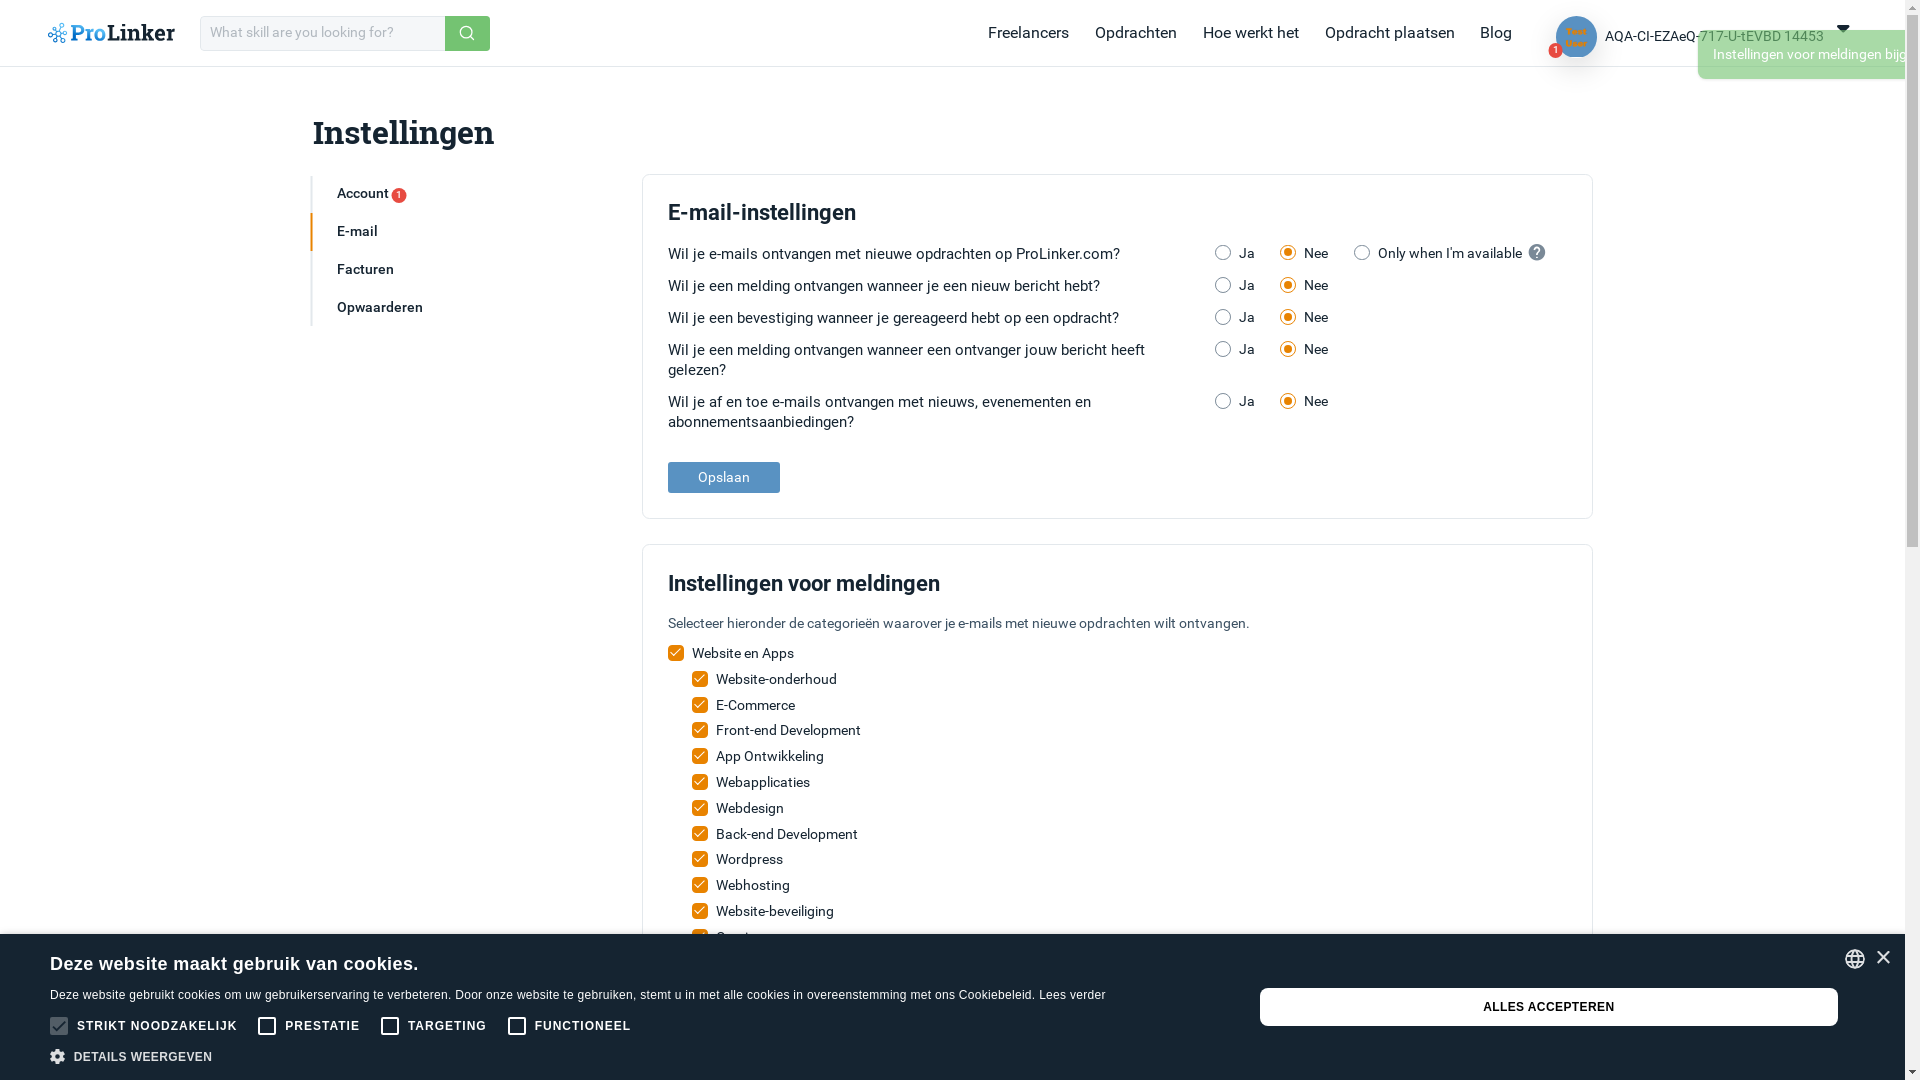 ProLinker
What skill are you looking for?
Freelancers
Opdrachten
Hoe werkt het
Opdracht plaatsen
Blog
Test
User
1
AQA-CI-EZAeQ-717-U-tEVBD 14453
Instellingen voor meldingen bijg
Instellingen
Account 1
E-mail
Facturen
Opwaarderen
E-mail-instellingen
Wil je e-mails ontvangen met nieuwe opdrachten op ProLinker.com?
Ja
Nee
Only when I'm available
?
Wil je een melding ontvangen wanneer je een nieuw bericht hebt?
Ja
Nee
Wil je een bevestiging wanneer je gereageerd hebt op een opdracht?
Ja
Nee
Wil je een melding ontvangen wanneer een ontvanger jouw bericht heeft
gelezen?
Ja
Nee
Wil je af en toe e-mails ontvangen met nieuws, evenementen en
abonnementsaanbiedingen?
Ja
Nee
Opslaan
Instellingen voor meldingen
Selecteer hieronder de categorieën waarover je e-mails met nieuwe opdrachten wilt ontvangen.
Website en Apps
Website-onderhoud
E-Commerce
Front-end Development
App Ontwikkeling
Webapplicaties
Webdesign
Back-end Development
Wordpress
Webhosting
Website-beveiliging
Deze website maakt gebruik van cookies.
Deze website gebruikt cookies om uw gebruikerservaring te verbeteren. Door onze website te gebruiken, stemt u in met alle cookies in overeenstemming met ons Cookiebeleid. Lees verder
STRIKT NOODZAKELIJK
PRESTATIE
TARGETING
FUNCTIONEEL
DETAILS WEERGEVEN
ALLES ACCEPTEREN
×